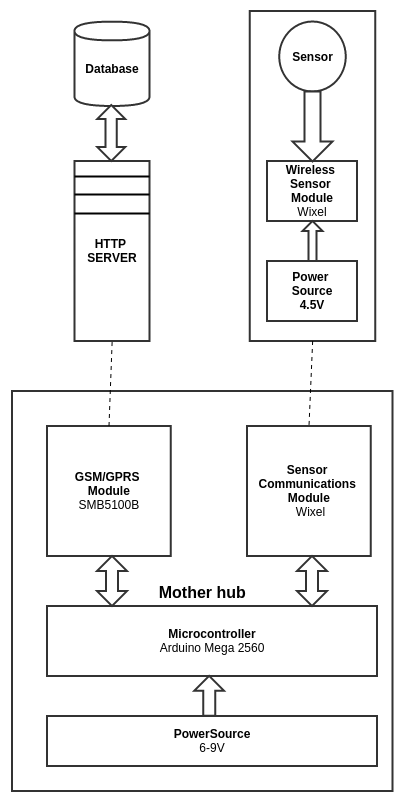 Database
HTTP
SERVER
Sensor
Wireless
Sensor
Module
Wixel
Power
Source
4.5V
GSM/GPRS
Module
SMB5100B
Sensor
Communications
Module
Wixel
Mother hub
Microcontroller
Arduino Mega 2560
PowerSource
6-9V